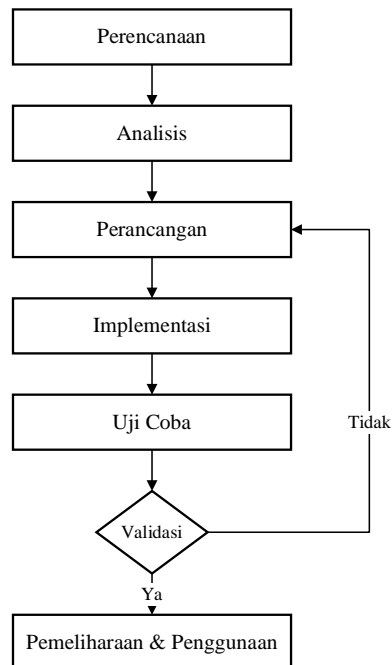 Perencanaan
Analisis
Perancangan
Implementasi
Uji Coba
Tidak
Validasi
Ya
Pemeliharaan & Penggunaan